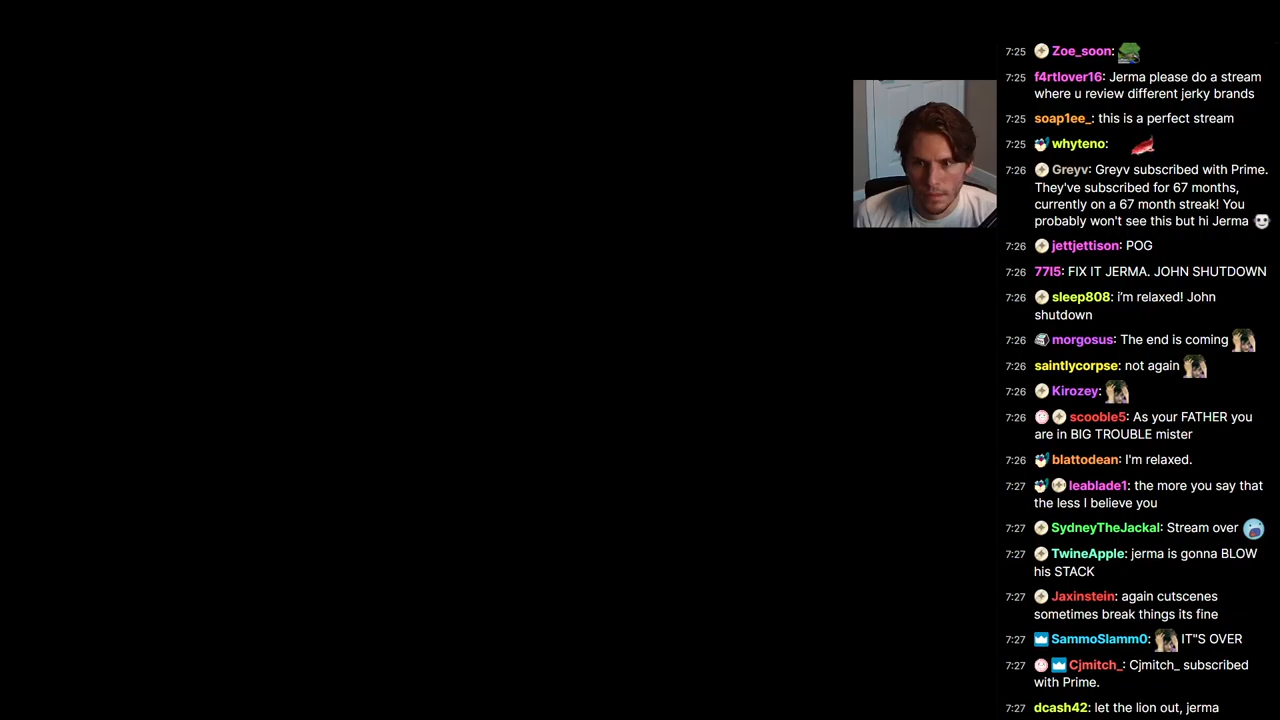 7:25 Zoe_soon:
7:25 f4rtlover16: Jerma please do a stream
where u review different jerky brands
7:25 soap1ee_: this is a perfect stream
7:25 whyteno:
7:26 Greyv: Greyv subscribed with Prime.
They've subscribed for 67 months,
currently on a 67 month streak! You
probably won't see this but hi Jerma
7:26 jettjettison: POG
7:26 77I5: FIX IT JERMA. JOHN SHUTDOWN
7:26 sleep808: i'm relaxed! John
shutdown
7:26 morgosus: The end is coming
7:26 saintlycorpse: not again
7:26 Kirozey:
7:26 scooble5: As your FATHER you
are in BIG TROUBLE mister
7:26 blattodean: I'm relaxed.
7:27 leablade1: the more you say that
the less I believe you
7:27 SydneyTheJackal: Stream over
7:27 TwineApple: jerma is gonna BLOW
his STACK
7:27 Jaxinstein: again cutscenes
sometimes break things its fine
7:27 SammoSlamm0: IT"S OVER
7:27 Cjmitch_: Cjmitch_ subscribed
with Prime.
7:27 dcash42: let the lion out, jerma